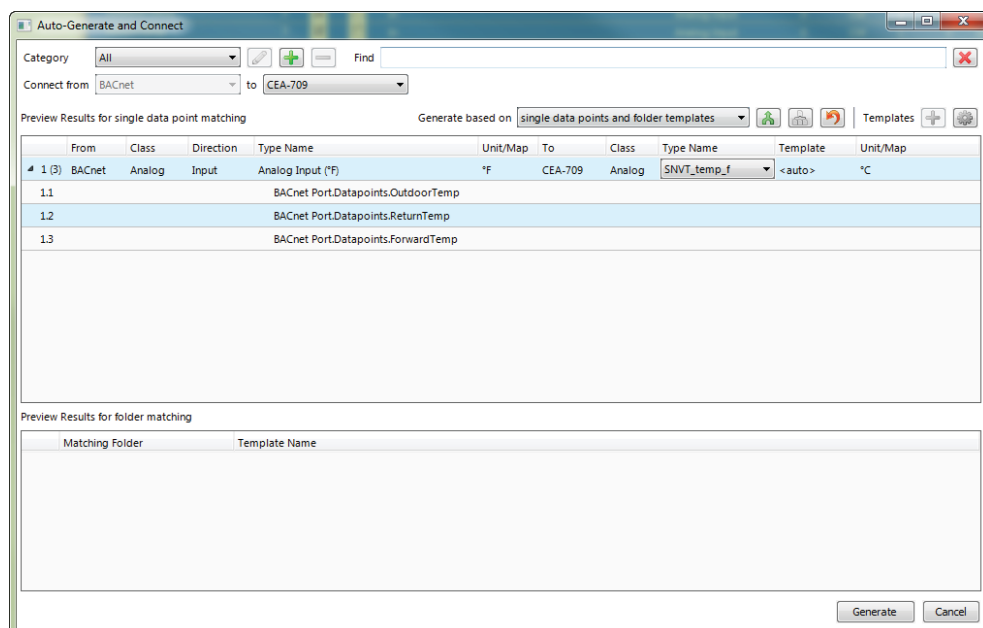 Auto-Generate and Connect
Category All Find
Connect from BACnet to CEA-709
Preview Results for single data point matching Generate based on single data points and folder templates Templates
From Class Direction Type Name Unit/Map To Class Type Name Template Unit/Map
1 (3) BACnet Analog Input Analog Input (°F) °F CEA-709 Analog SNVT_temp_f <auto> °C
1.1 BACnet Port.Datapoints.OutdoorTemp
1.2 BACnet Port.Datapoints.ReturnTemp
1.3 BACnet Port.Datapoints.ForwardTemp
Preview Results for folder matching
Matching Folder Template Name
Generate Cancel